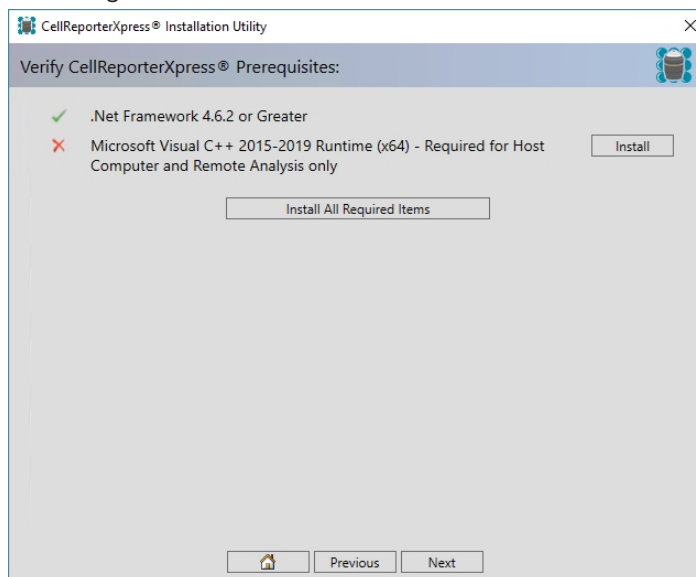 CellReporterXpress® Installation Utility
Verify CellReporterXpress® Prerequisites:
.Net Framework 4.6.2 or Greater
Microsoft Visual C++ 2015-2019 Runtime (x64) - Required for Host
Computer and Remote Analysis only
Install
Install All Required Items
Previous
Next